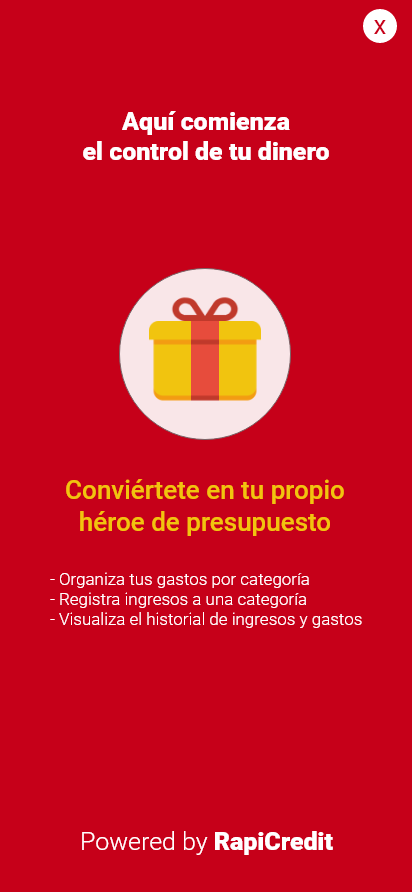 X
Aquí comienza
el control de tu dinero
Conviértete en tu propio
héroe de presupuesto
- Organiza tus gastos por categoría
- Registra ingresos a una categoría
- Visualiza el historial de ingresos y gastos
Powered by RapiCredit